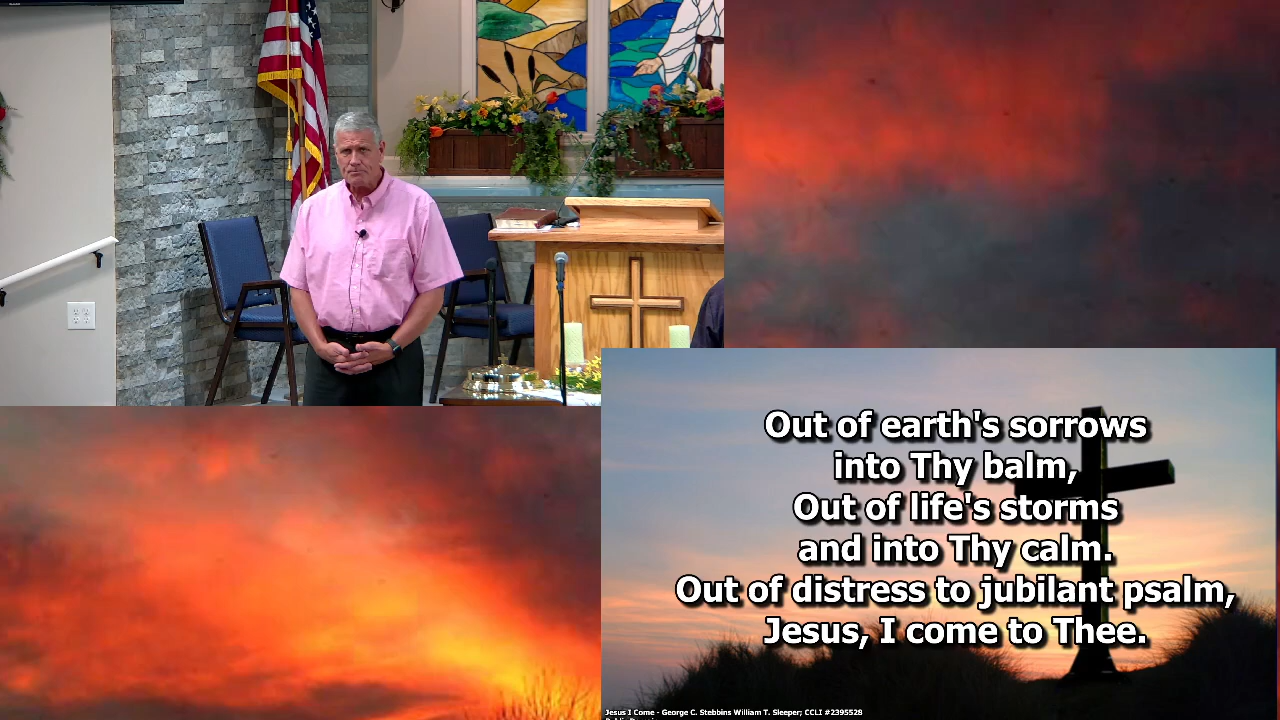 Out of earth's sorrows
into Thy balm,
Out of life's storms
and into Thy calm.
Out of distress to jubilant psalm,
Jesus, I come to Thee.
Jesus I Come - George C. Stebbins William T. Sleeper; CCLI #2395528